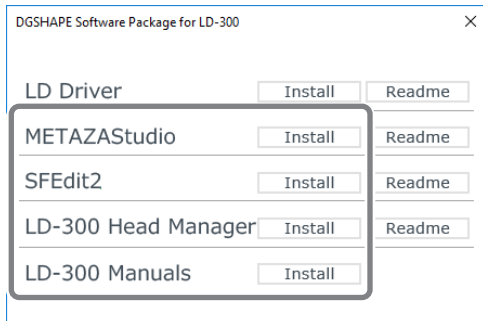 DGSHAPE Software Package for LD-300
LD Driver Install Readme
METAZAStudio Install Readme
SFEdit2 Install Readme
LD-300 Head Manager Install Readme
LD-300 Manuals Install